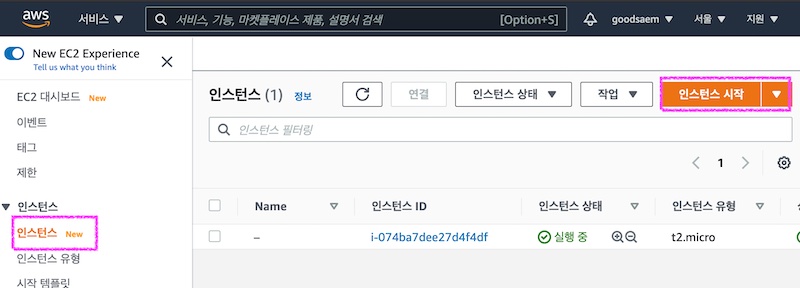 aws 서비스 ▼ 서비스, 기능, 마켓플레이스 제품, 설명서 검색 [Option+S] goodsaem ▼ 서울 ▼ 지원 ▼
New EC2 Experience
Tell us what you think
EC2 대시보드 New
이벤트
태그
제한
▼ 인스턴스
인스턴스 New
인스턴스 유형
시작 템플릿
인스턴스 (1) 정보 연결 인스턴스 상태 ▼ 작업 ▼ 인스턴스 시작 ▼
인스턴스 필터링
< 1 >
Name 인스턴스 ID 인스턴스 상태 인스턴스 유형
– i-074ba7dee27d4f4df 실행 중 t2.micro